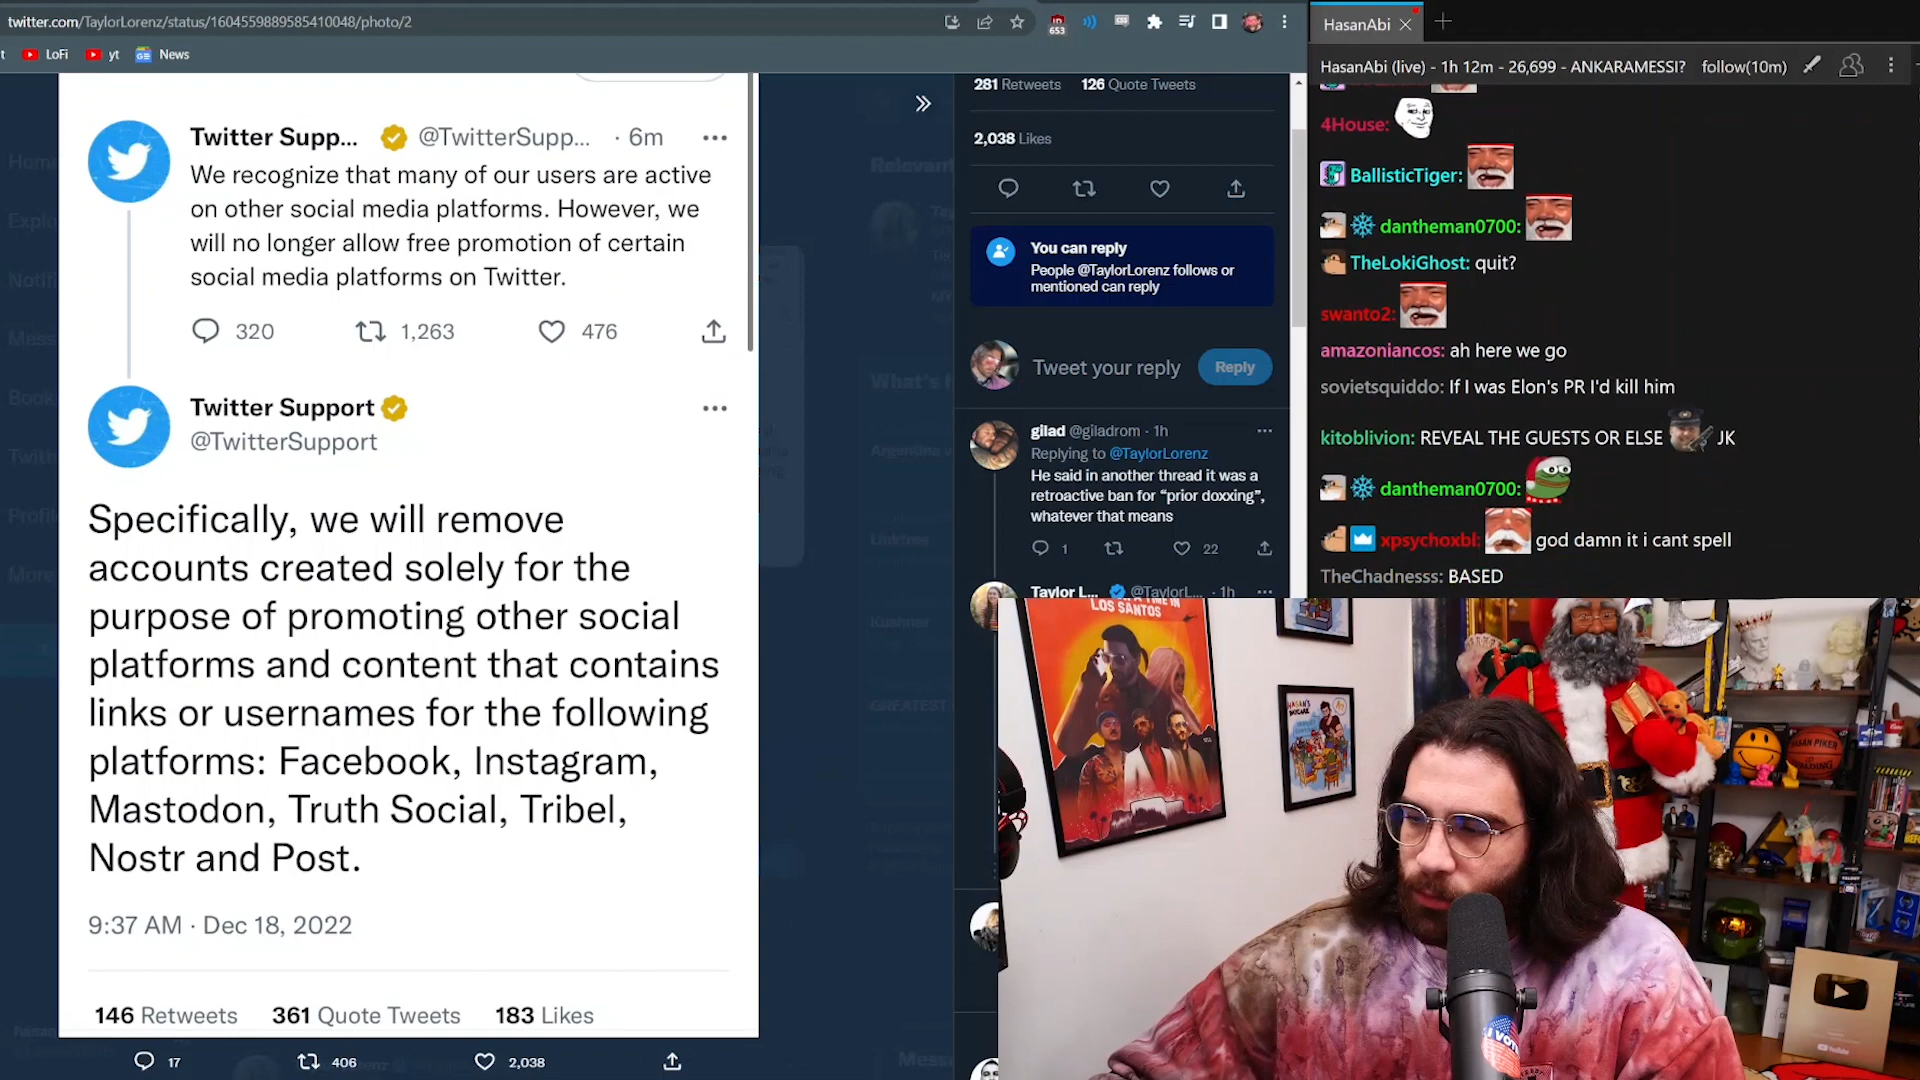 twitter.com/TaylorLorenz/status/1604559889585410048/photo/2
653
t LoFi yt News
Twitter Supp... @TwitterSupp... · 6m
We recognize that many of our users are active
on other social media platforms. However, we
will no longer allow free promotion of certain
social media platforms on Twitter.
320 1,263 476
Twitter Support
@TwitterSupport
Specifically, we will remove
accounts created solely for the
purpose of promoting other social
platforms and content that contains
links or usernames for the following
platforms: Facebook, Instagram,
Mastodon, Truth Social, Tribel,
Nostr and Post.
9:37 AM · Dec 18, 2022
146 Retweets 361 Quote Tweets 183 Likes
17 406 2,038
281 Retweets 126 Quote Tweets
2,038 Likes
You can reply
People @TaylorLorenz follows or
mentioned can reply
Tweet your reply Reply
gilad @giladrom · 1h
Replying to @TaylorLorenz
He said in another thread it was a
retroactive ban for “prior doxxing”,
whatever that means
1 22
Taylor L... @TaylorL... · 1h
HasanAbi
HasanAbi (live) - 1h 12m - 26,699 - ANKARAMESSI? follow(10m)
4House:
BallisticTiger:
dantheman0700:
TheLokiGhost: quit?
swanto2:
amazoniancos: ah here we go
sovietsquiddo: If I was Elon's PR I'd kill him
kitoblivion: REVEAL THE GUESTS OR ELSE JK
dantheman0700:
xpsychoxbl: god damn it i cant spell
TheChadnesss: BASED
LOS SANTOS
HASAN PIKER
I VOTE